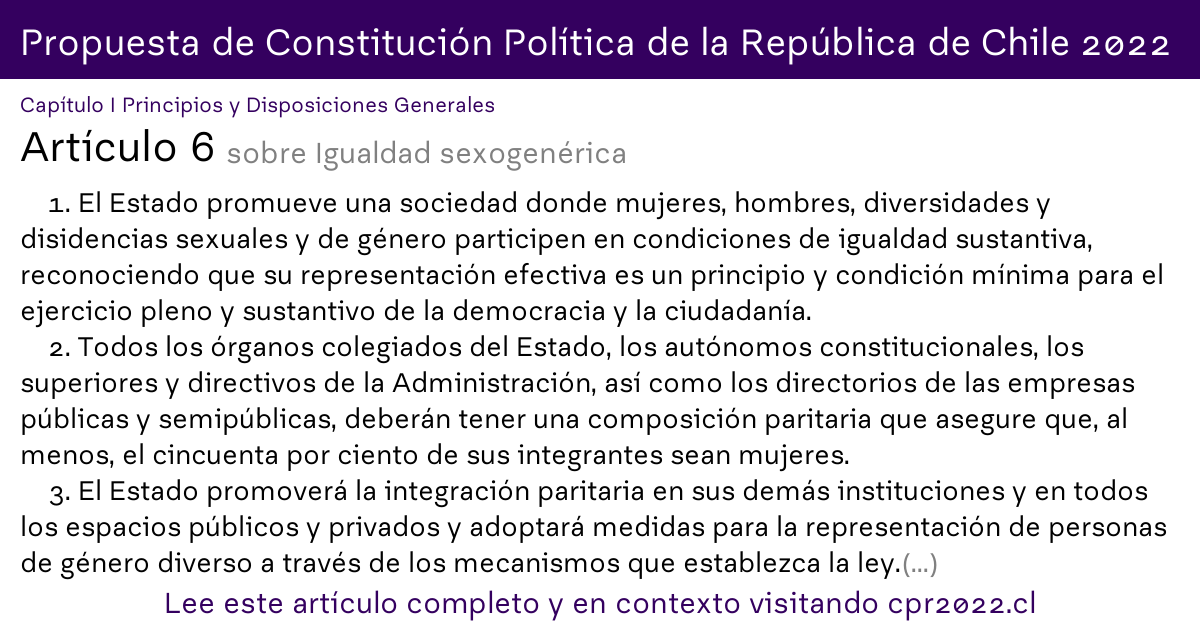 Propuesta de Constitución Política de la República de Chile 2022
Capítulo I Principios y Disposiciones Generales
Artículo 6 sobre Igualdad sexogenérica
1. El Estado promueve una sociedad donde mujeres, hombres, diversidades y
disidencias sexuales y de género participen en condiciones de igualdad sustantiva,
reconociendo que su representación efectiva es un principio y condición mínima para el
ejercicio pleno y sustantivo de la democracia y la ciudadanía.
2. Todos los órganos colegiados del Estado, los autónomos constitucionales, los
superiores y directivos de la Administración, así como los directorios de las empresas
públicas y semipúblicas, deberán tener una composición paritaria que asegure que, al
menos, el cincuenta por ciento de sus integrantes sean mujeres.
3. El Estado promoverá la integración paritaria en sus demás instituciones y en todos
los espacios públicos y privados y adoptará medidas para la representación de personas
de género diverso a través de los mecanismos que establezca la ley.(...)
Lee este artículo completo y en contexto visitando cpr2022.cl